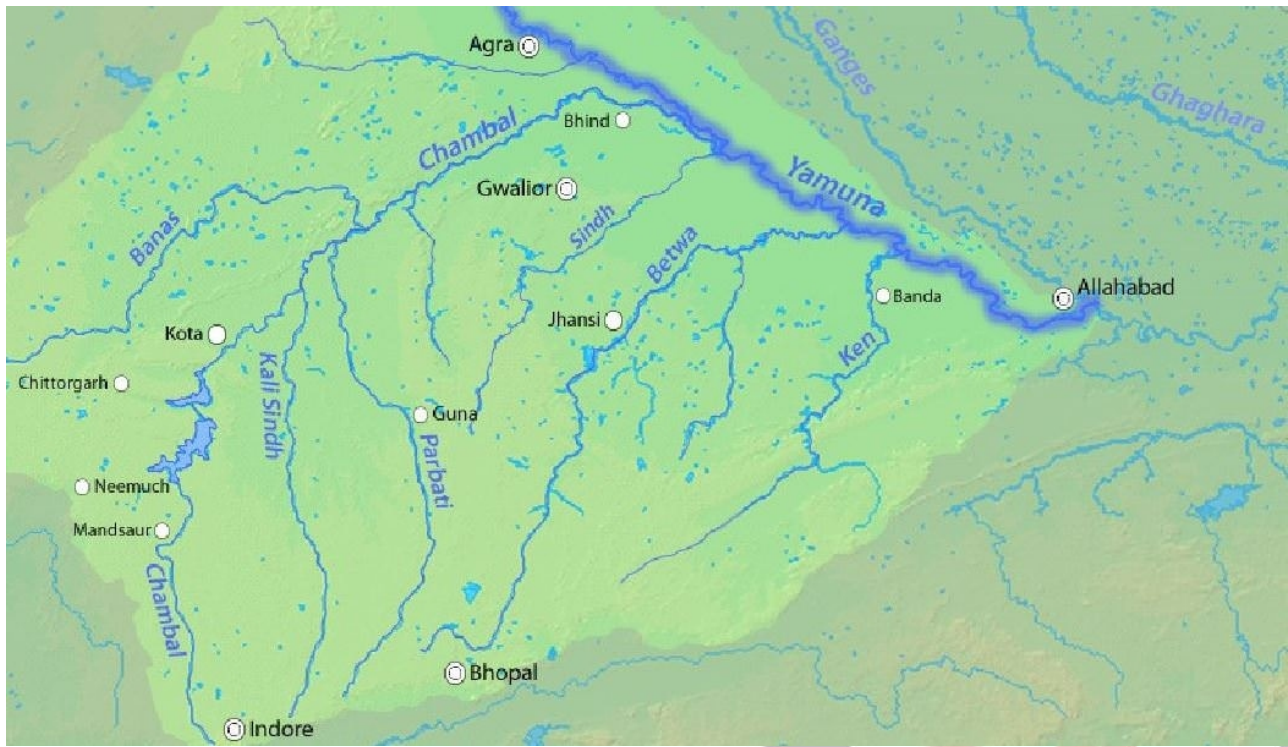 Agra
Ganges
Ghaghara
Bhind
Chambal
Gwalior
Yamuna
Sindh
Banas
Betwa
Allahabad
Banda
Jhansi
Kota
Ken
Kali Sindh
Chittorgarh
Guna
Parbati
Neemuch
Mandsaur
Chambal
Bhopal
Indore